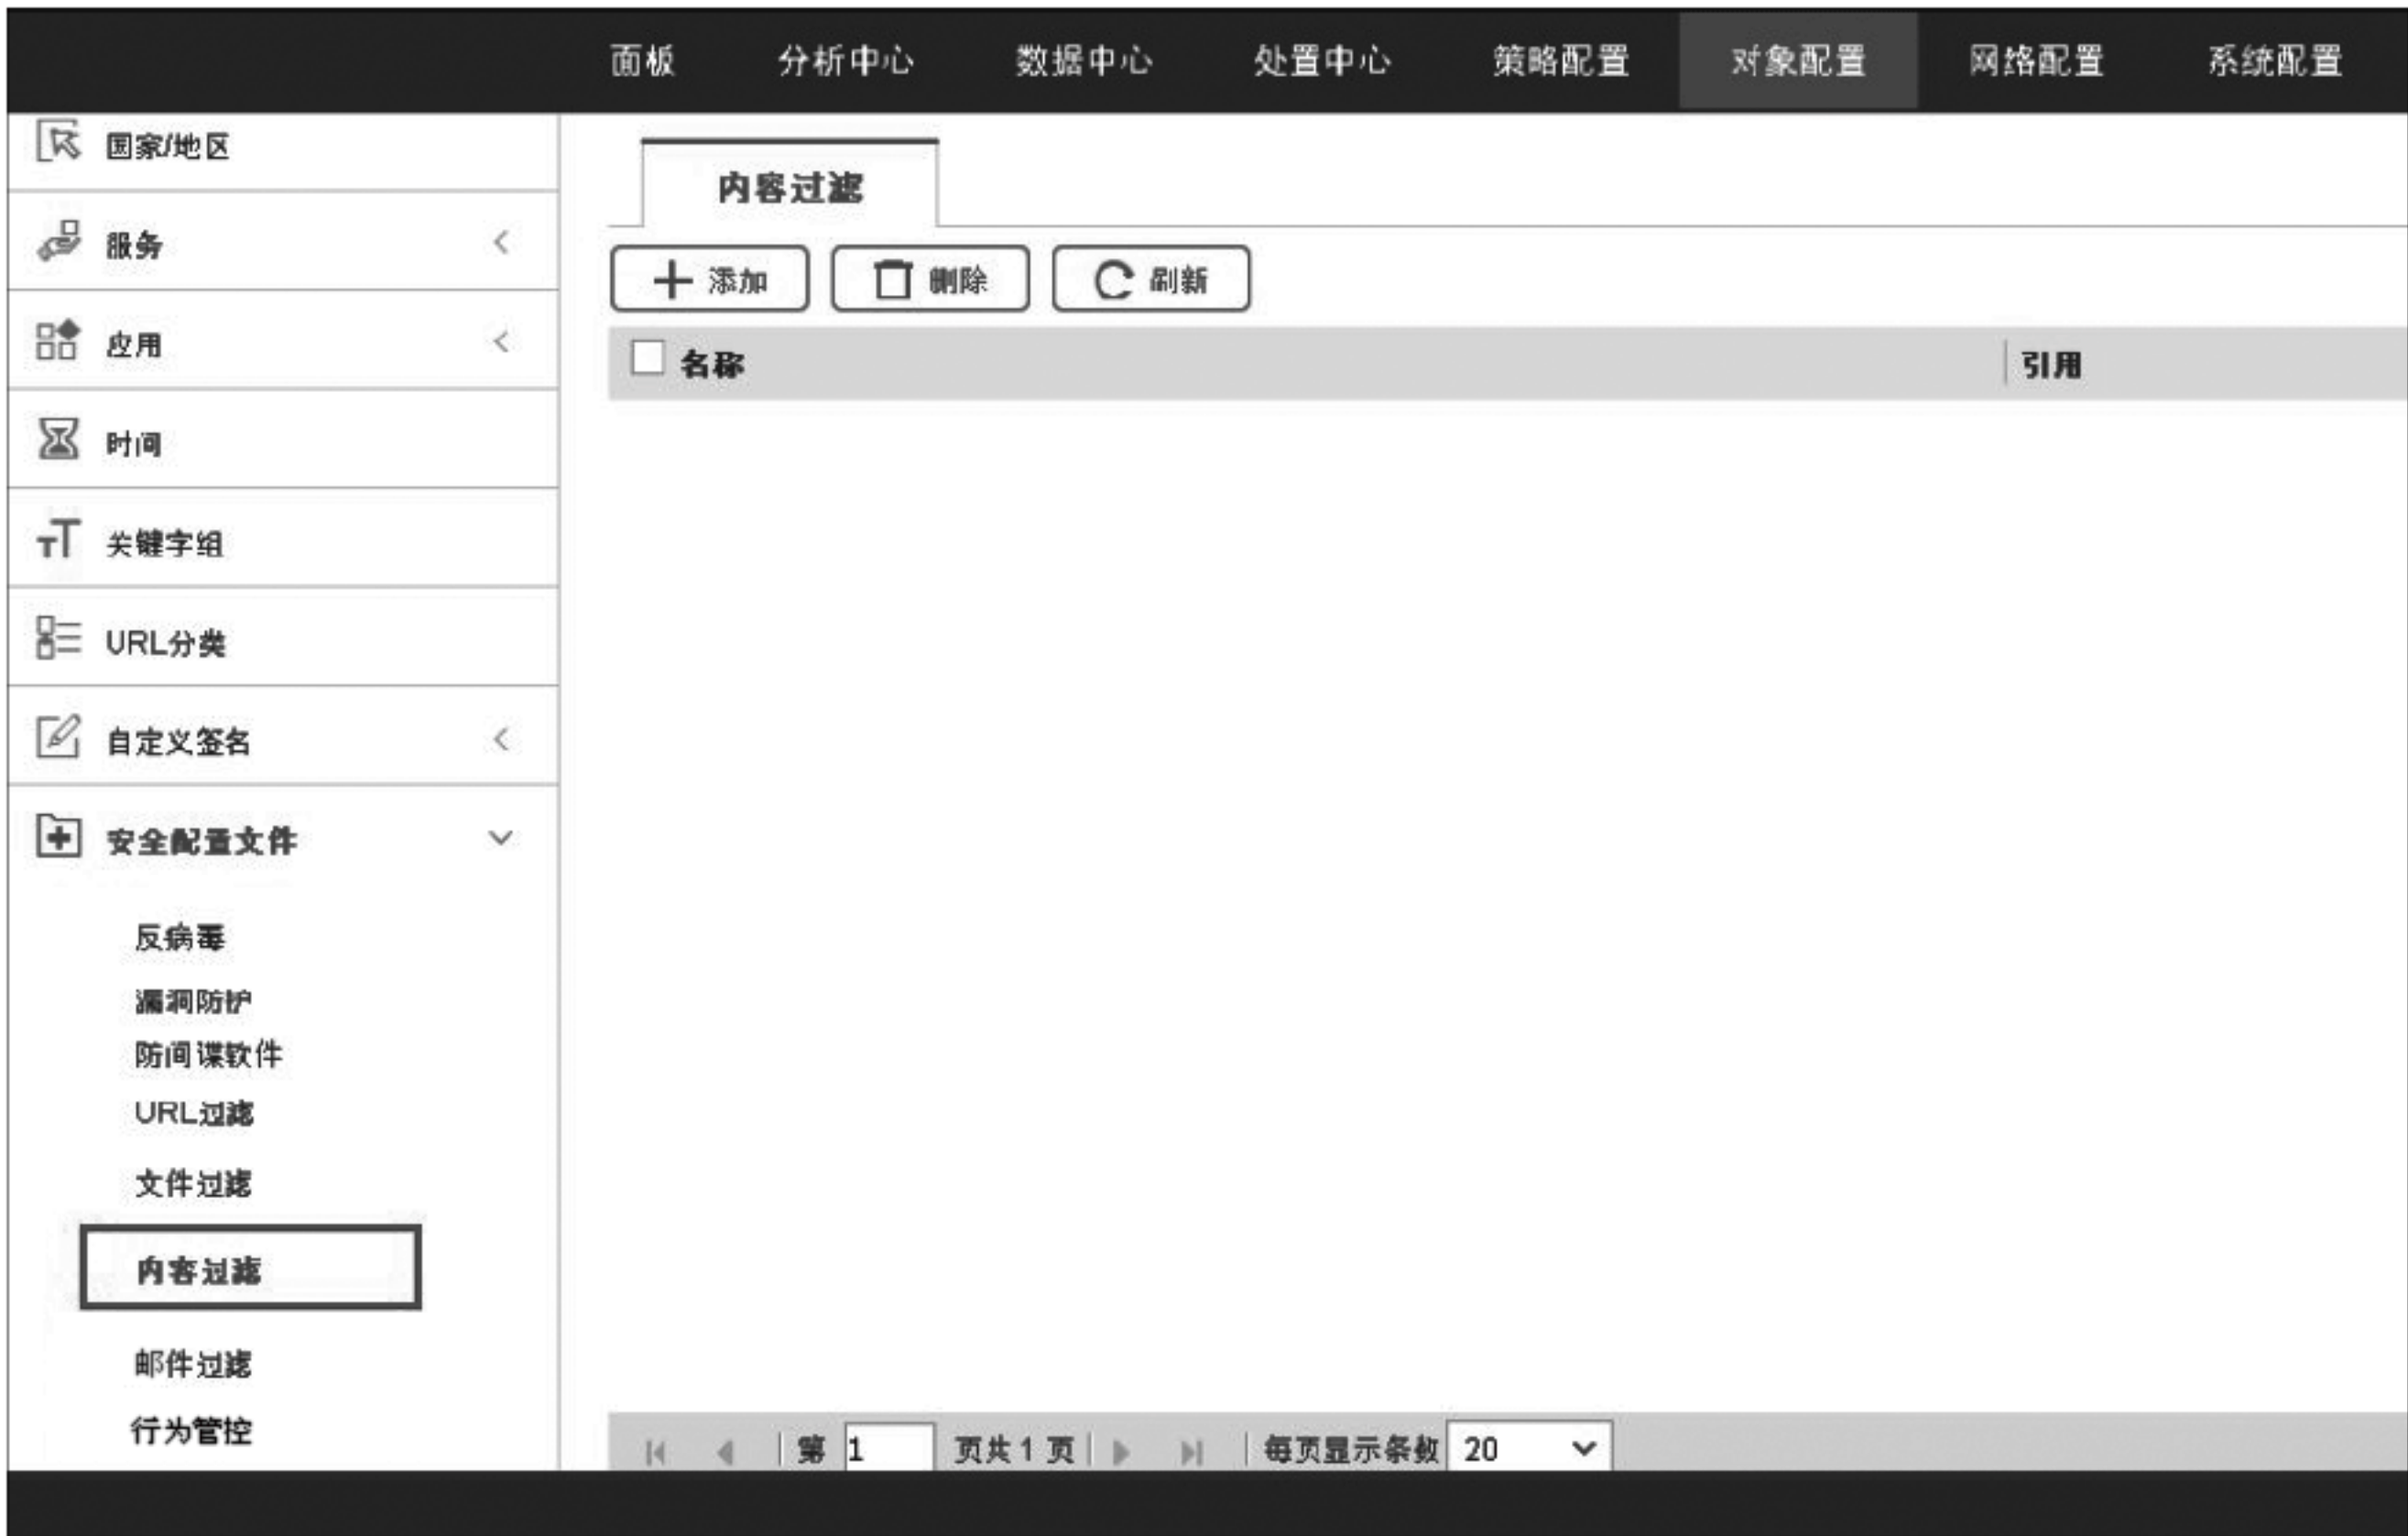 面板 分析中心 数据中心 处置中心 策略配置 对象配置 网络配置 系统配置
国家/地区
服务
应用
时间
关键字组
URL分类
自定义签名
安全配置文件
反病毒
漏洞防护
防间谍软件
URL过滤
文件过滤
内容过滤
邮件过滤
行为管控
内容过滤
添加 删除 刷新
名称 引用
第 1 页共 1 页 每页显示条数 20